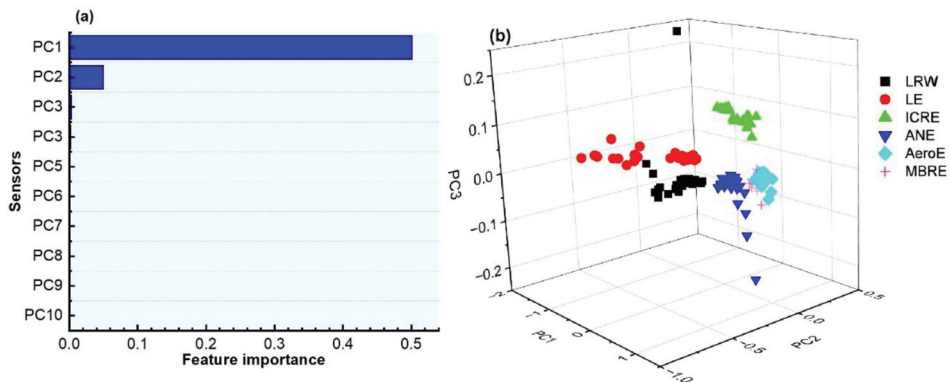 (a)
PC1
PC2
PC3
PC3
PC5
PC6
PC7
PC8
PC9
PC10
Sensors
0.0
0.1
0.2
0.3
0.4
0.5
Feature importance
(b)
0.2
0.1
0.0
−0.1
−0.2
PC3
−2
−1
0
1
PC1
−1.0
−0.5
0.0
0.5
PC2
LRW
LE
ICRE
ANE
AeroE
MBRE